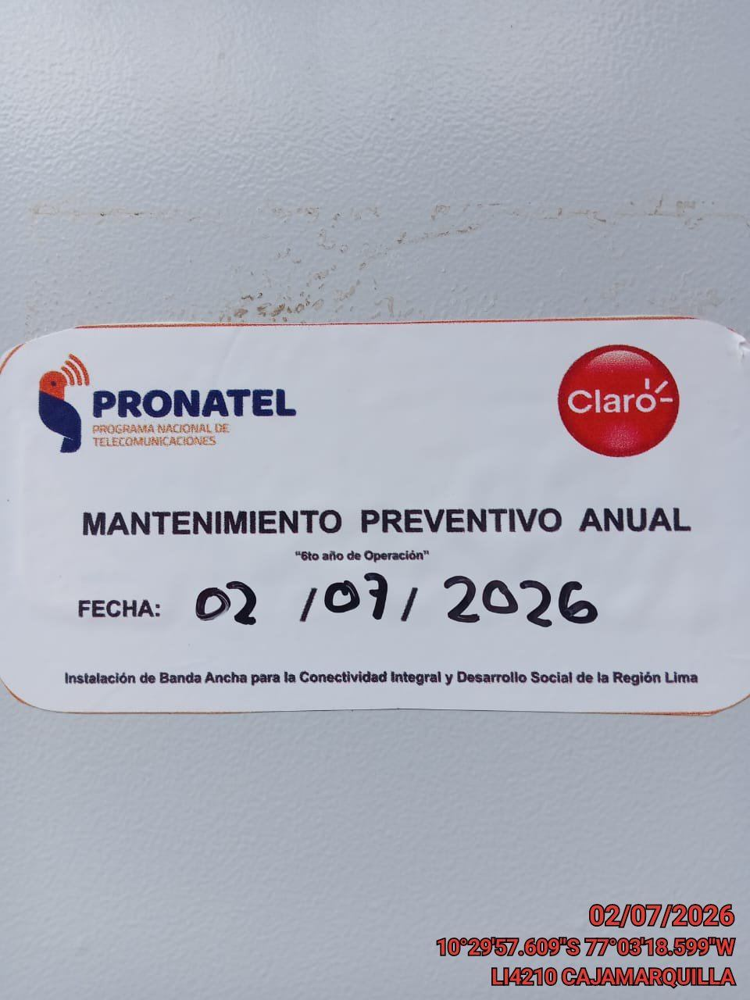 PRONATEL
PROGRAMA NACIONAL DE
TELECOMUNICACIONES
Claro
MANTENIMIENTO PREVENTIVO ANUAL
"6to año de Operación"
FECHA: 02 / 07 / 2026
Instalación de Banda Ancha para la Conectividad Integral y Desarrollo Social de la Región Lima
02/07/2026
10°29'57.609"S 77°03'18.599"W
LI4210 CAJAMARQUILLA